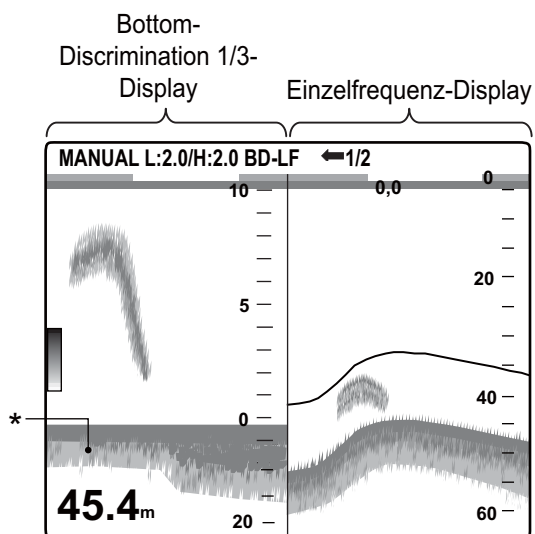 Bottom-
Discrimination 1/3-
Display
Einzelfrequenz-Display
MANUAL L:2.0/H:2.0 BD-LF ⬅1/2
10
0,0
0
5
20
0
40
*
45.4m
20
60